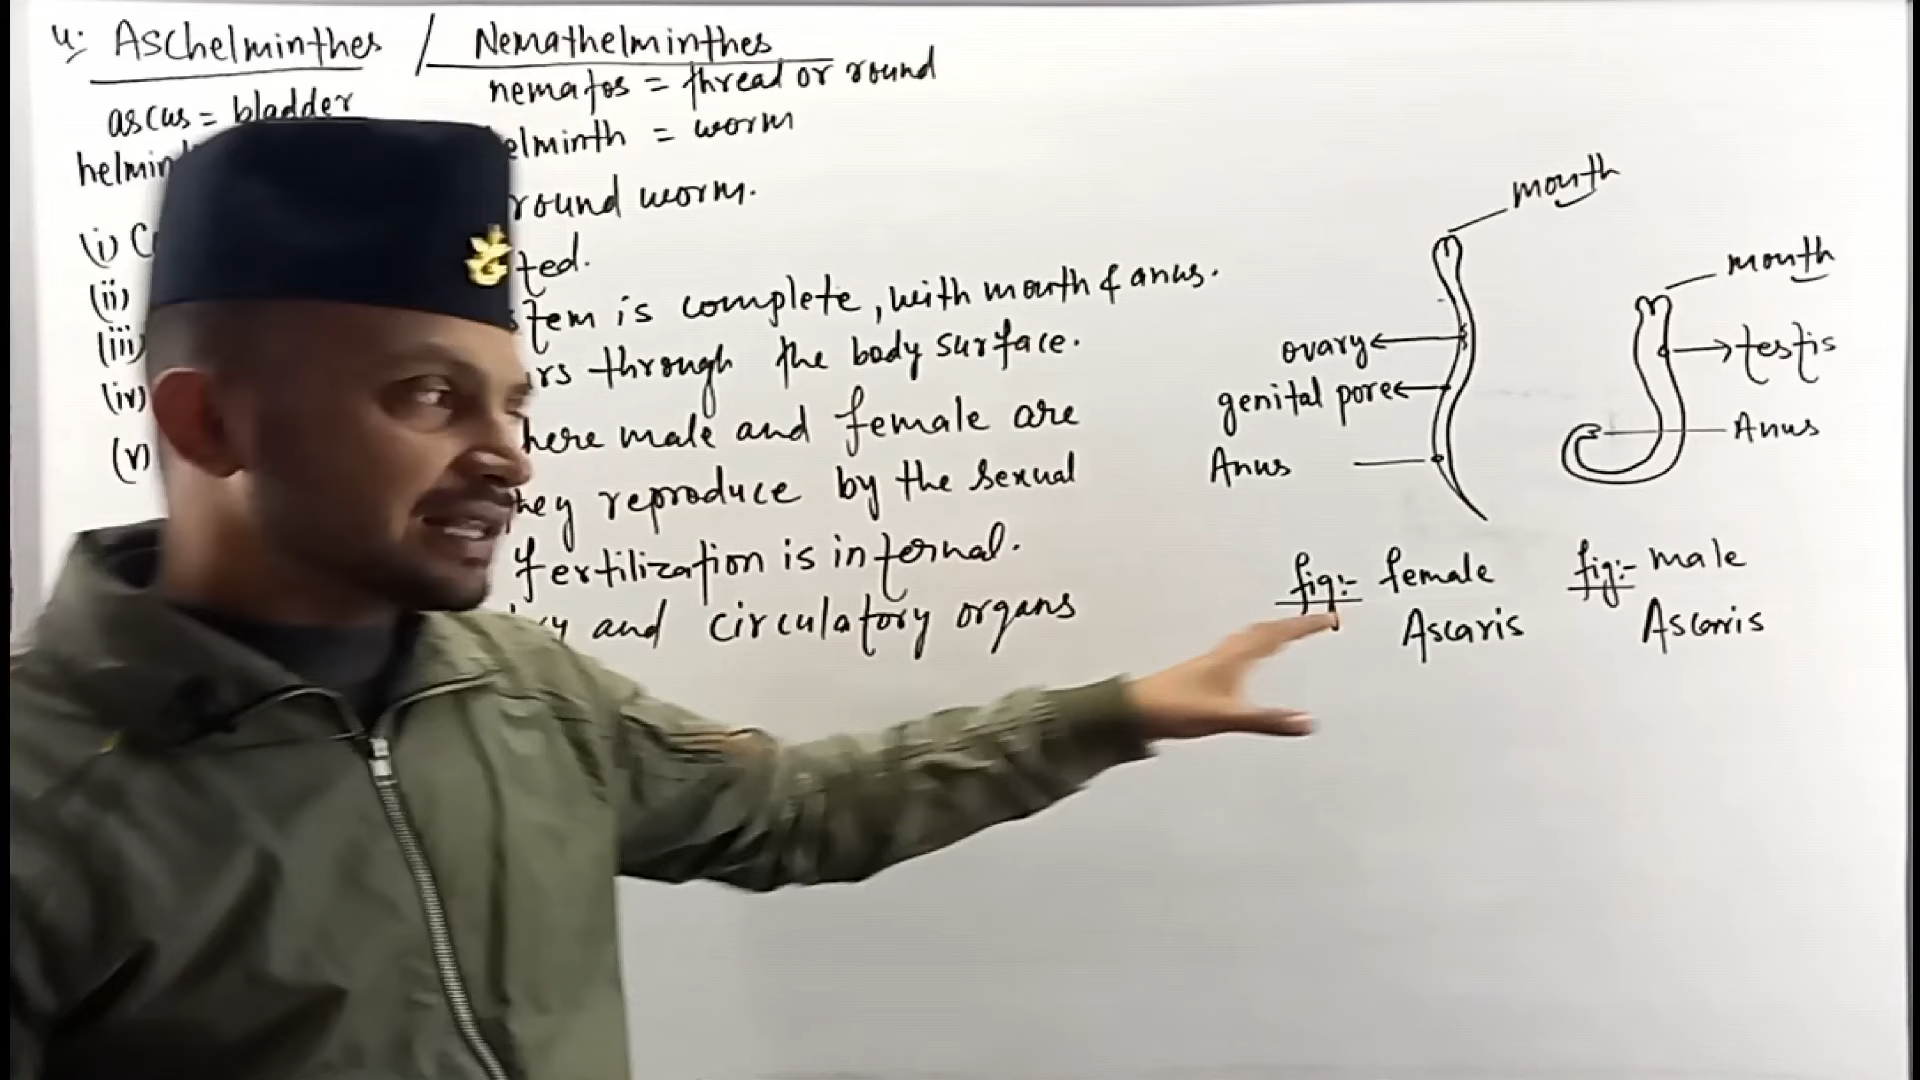 4. Aschelminthes / Nemathelminthes
ascus = bladder
nematos = thread or round
helmin
elminth = worm
round worm.
(i) C
ted.
(ii)
tem is complete, with mouth & anus.
(iii)
rs through the body surface.
(iv)
here male and female are
(v)
hey reproduce by the sexual
fertilization is internal.
ry and circulatory organs
mouth
ovary
genital pore
Anus
fig:- female
Ascaris
mouth
testis
Anus
fig:- male
Ascaris